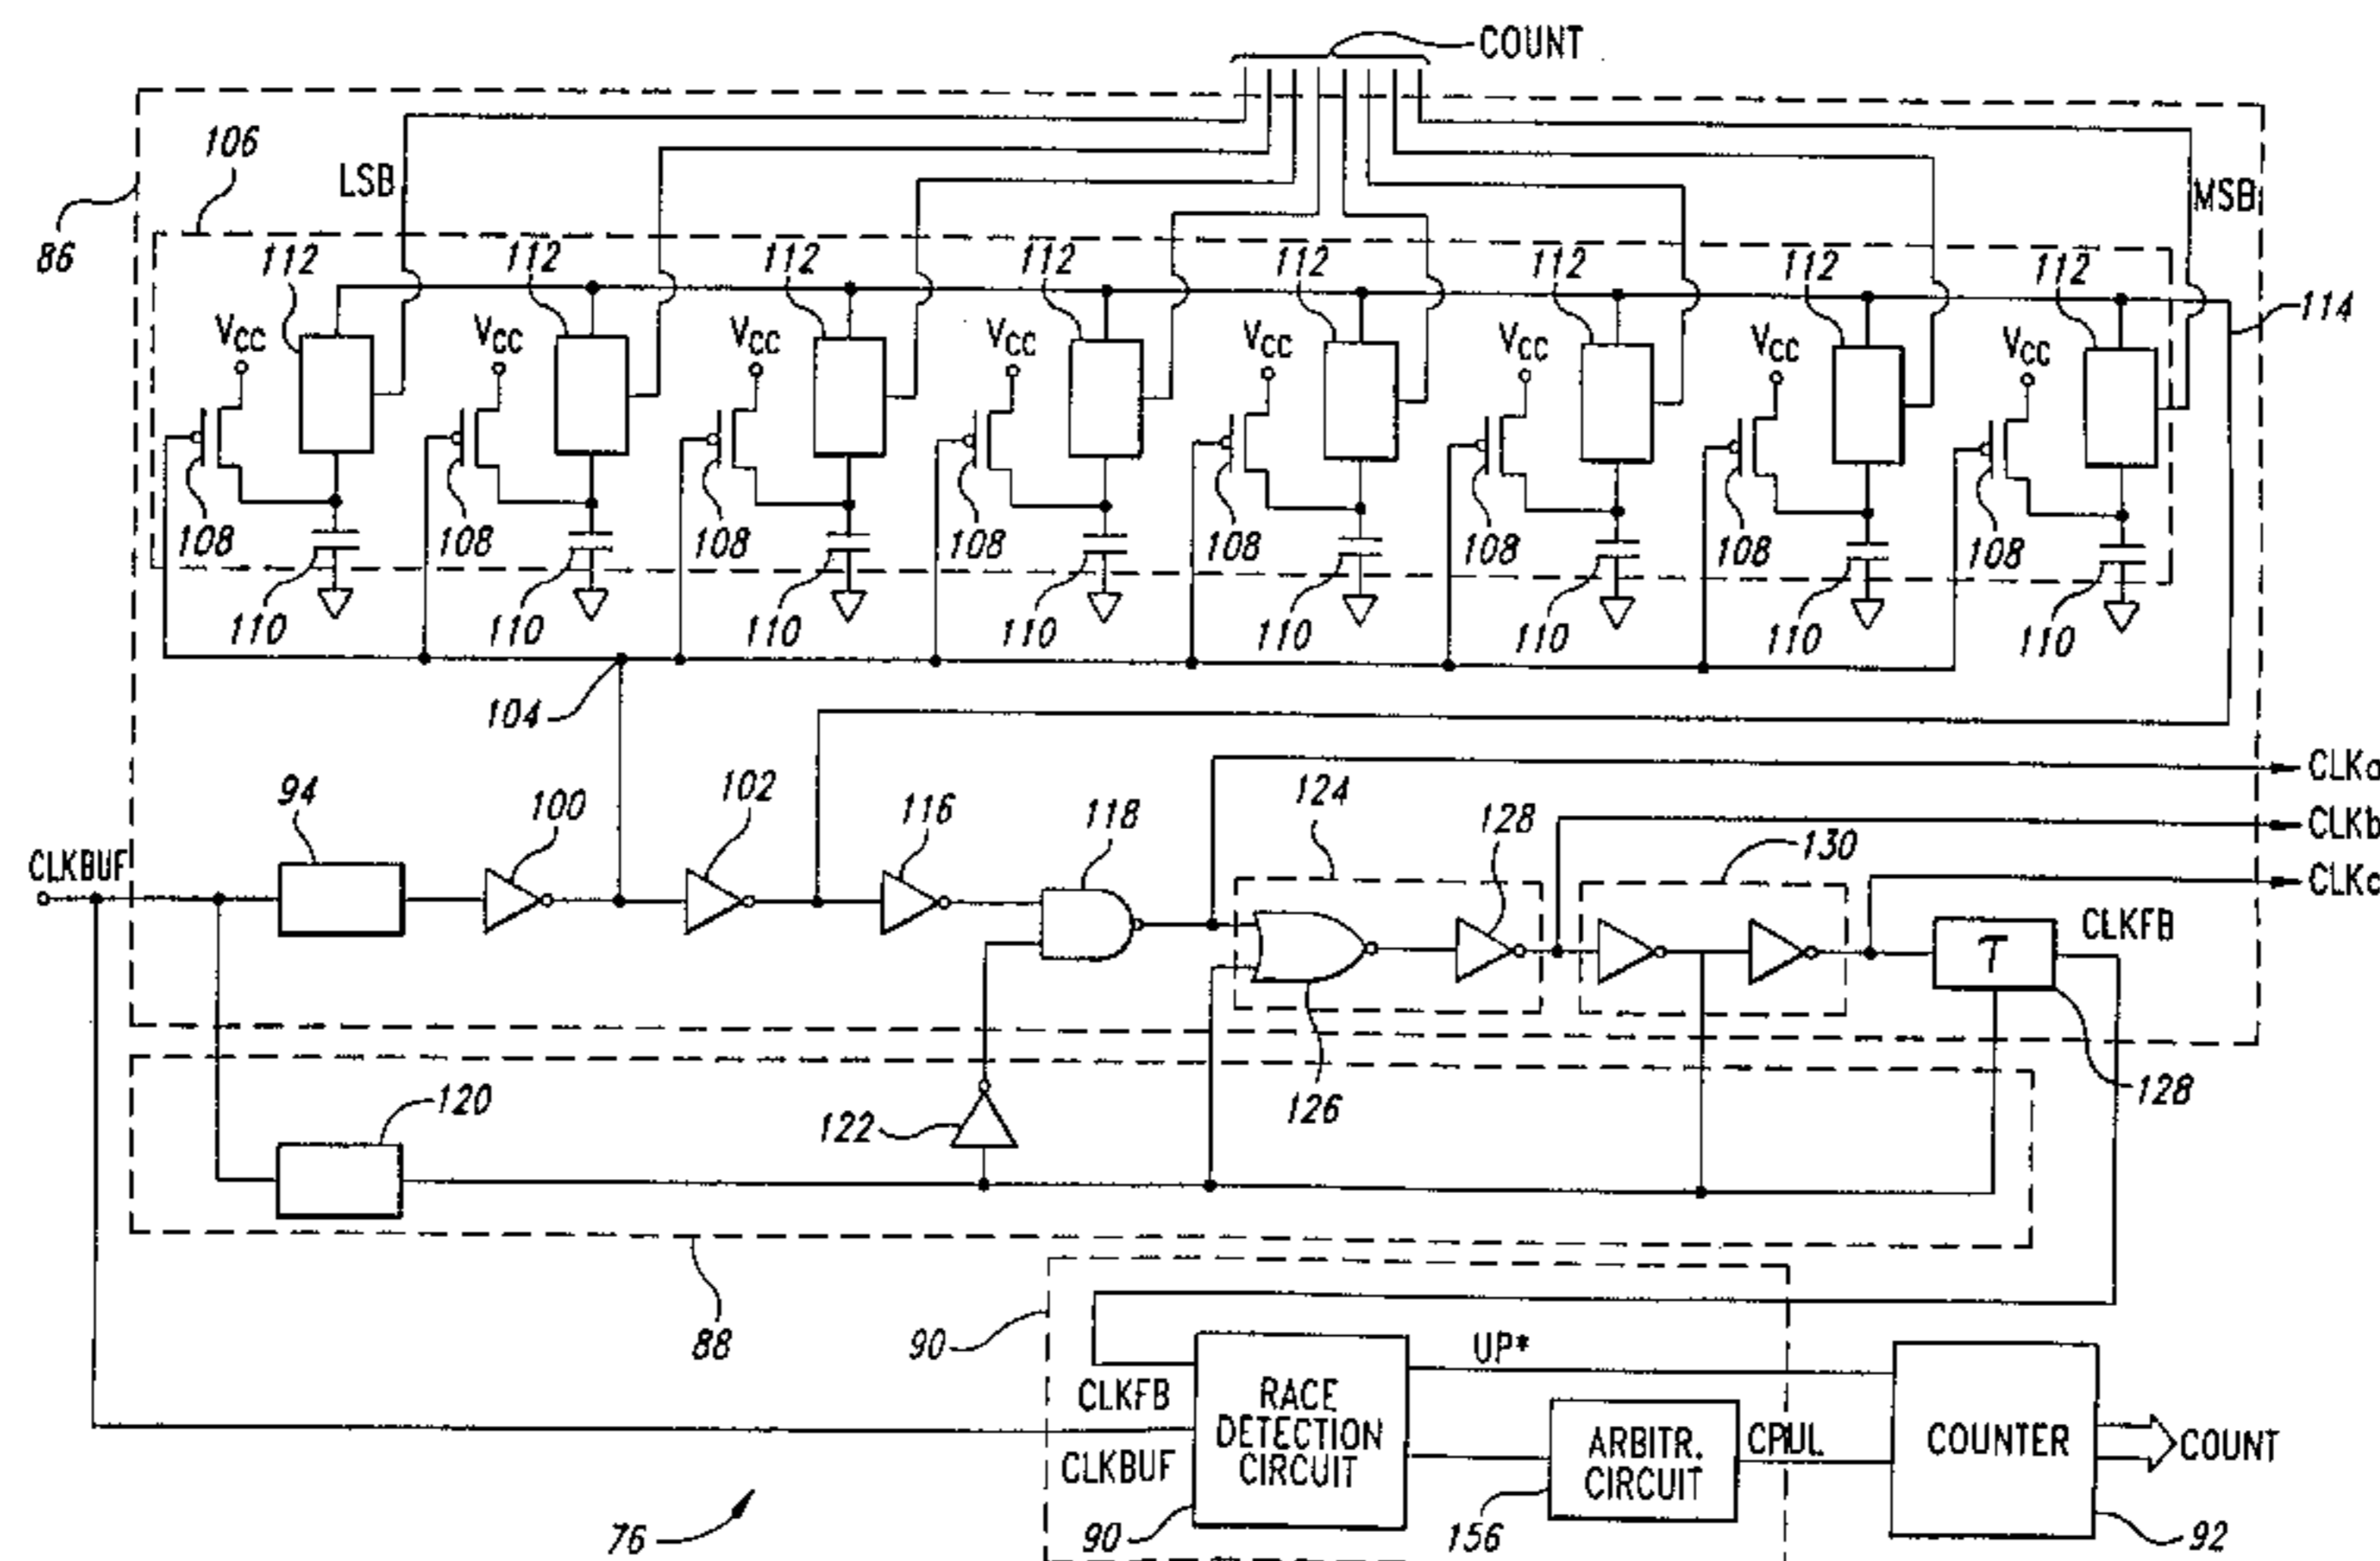 COUNT
106
LSB
MSB
86
112
112
112
112
112
112
112
112
114
VCC
VCC
VCC
VCC
VCC
VCC
VCC
VCC
108
108
108
108
108
108
108
108
110
110
110
110
110
110
110
110
104
CLKa
94
100
102
116
118
124
128
130
CLKb
CLKBUF
CLKc
τ
CLKFB
120
122
126
128
88
90
UP*
CLKFB
RACE
DETECTION
CIRCUIT
CLKBUF
ARBITR.
CIRCUIT
CPUL
COUNTER
COUNT
76
90
156
92